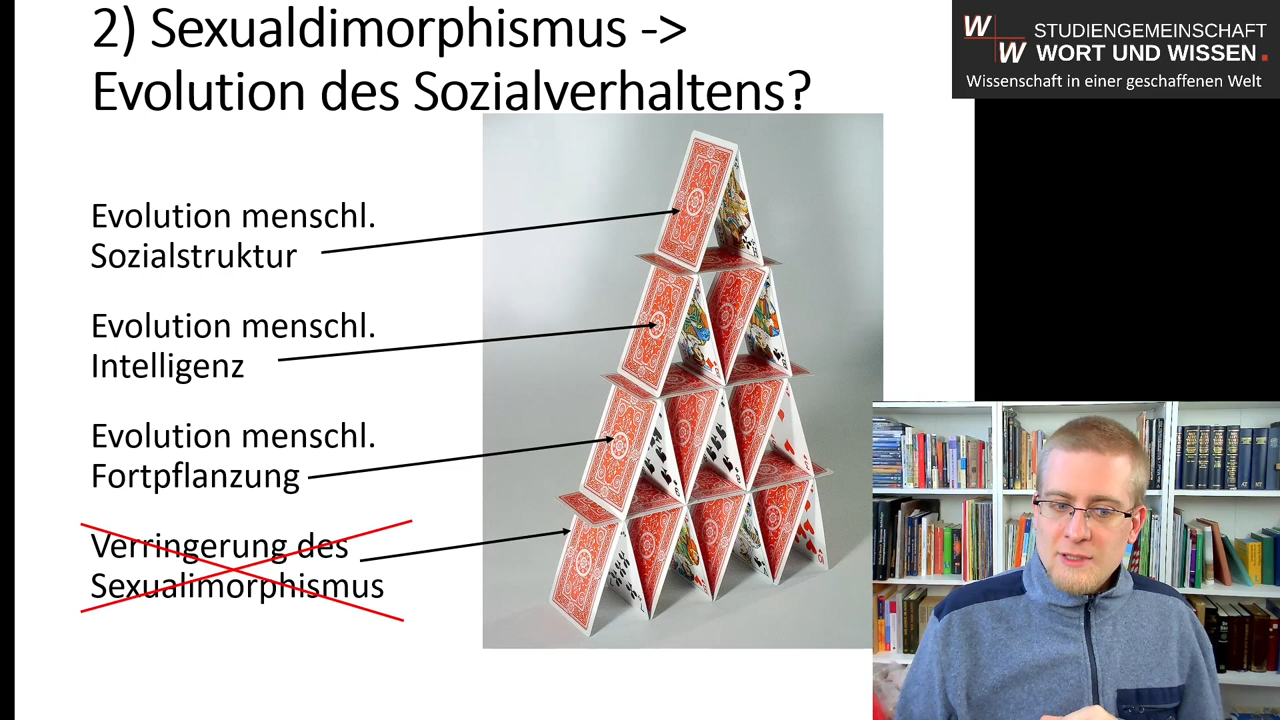 2) Sexualdimorphismus ->
Evolution des Sozialverhaltens?
W
W
STUDIENGEMEINSCHAFT
WORT UND WISSEN.
Wissenschaft in einer geschaffenen Welt
Evolution menschl.
Sozialstruktur
Evolution menschl.
Intelligenz
Evolution menschl.
Fortpflanzung
Verringerung des
Sexualimorphismus